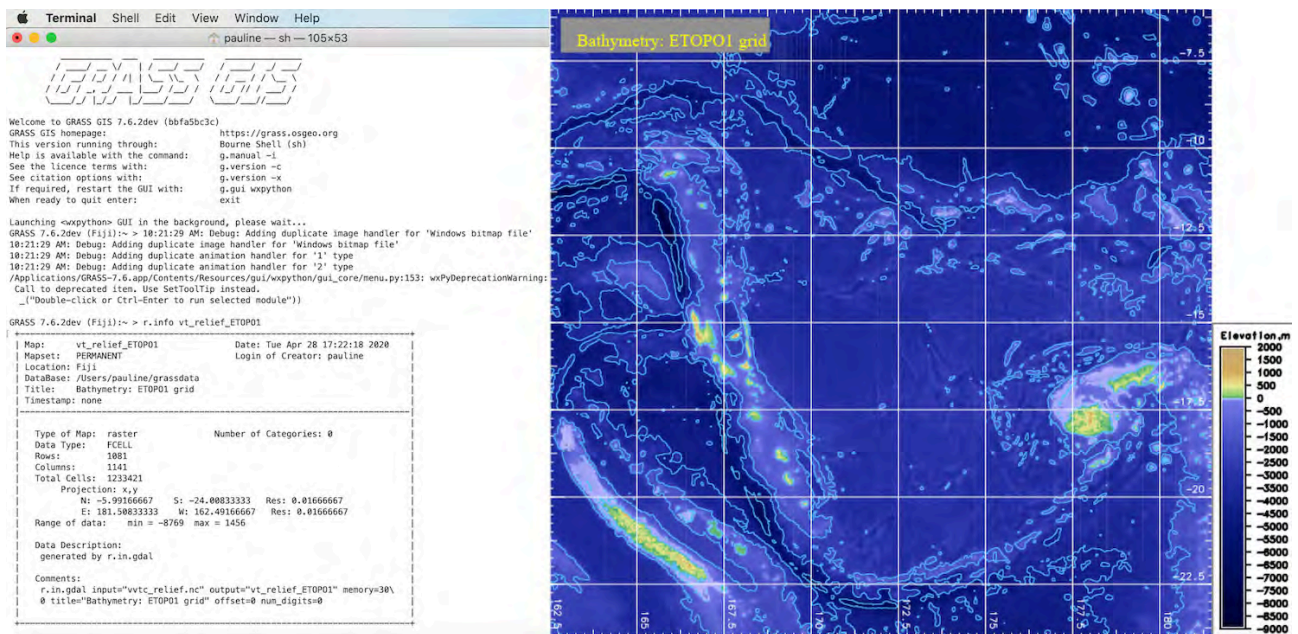 Terminal Shell Edit View Window Help
pauline — sh — 105×53
GRASS GIS
Welcome to GRASS GIS 7.6.2dev (bbfa5bc3c)
GRASS GIS homepage: https://grass.osgeo.org
This version running through: Bourne Shell (sh)
Help is available with the command: g.manual -i
See the licence terms with: g.version -c
See citation options with: g.version -x
If required, restart the GUI with: g.gui wxpython
When ready to quit enter: exit
Launching <wxpython> GUI in the background, please wait...
GRASS 7.6.2dev (Fiji):~ > 10:21:29 AM: Debug: Adding duplicate image handler for 'Windows bitmap file'
10:21:29 AM: Debug: Adding duplicate image handler for 'Windows bitmap file'
10:21:29 AM: Debug: Adding duplicate animation handler for '1' type
10:21:29 AM: Debug: Adding duplicate animation handler for '2' type
/Applications/GRASS-7.6.app/Contents/Resources/gui/wxpython/gui_core/menu.py:153: wxPyDeprecationWarning:
Call to deprecated item. Use SetToolTip instead.
_("Double-click or Ctrl-Enter to run selected module"))
GRASS 7.6.2dev (Fiji):~ > r.info vt_relief_ETOPO1
Map: vt_relief_ETOPO1 Date: Tue Apr 28 17:22:18 2020
Mapset: PERMANENT Login of Creator: pauline
Location: Fiji
DataBase: /Users/pauline/grassdata
Title: Bathymetry: ETOPO1 grid
Timestamp: none
Type of Map: raster Number of Categories: 0
Data Type: FCELL
Rows: 1081
Columns: 1141
Total Cells: 1233421
Projection: x,y
N: -5.99166667 S: -24.00833333 Res: 0.01666667
E: 181.50833333 W: 162.49166667 Res: 0.01666667
Range of data: min = -8769 max = 1456
Data Description:
generated by r.in.gdal
Comments:
r.in.gdal input="vvtc_relief.nc" output="vt_relief_ETOPO1" memory=30\
0 title="Bathymetry: ETOPO1 grid" offset=0 num_digits=0
Bathymetry: ETOPO1 grid
-7.5
-10
-12.5
-15
-17.5
-20
-22.5
162.5
165
167.5
170
172.5
175
177.5
180
Elevation,m
2000
1500
1000
500
0
-500
-1000
-1500
-2000
-2500
-3000
-3500
-4000
-4500
-5000
-5500
-6000
-6500
-7000
-7500
-8000
-8500
-9000